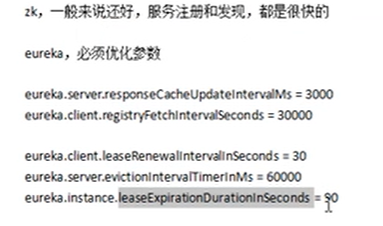 zk，一般来说还好，服务注册和发现，都是很快的
eureka，必须优化参数
eureka.server.responseCacheUpdateIntervalMs = 3000
eureka.client.registryFetchIntervalSeconds = 30000
eureka.client.leaseRenewalIntervalInSeconds = 30
eureka.server.evictionIntervalTimerInMs = 60000
eureka.instance.leaseExpirationDurationInSeconds = 90